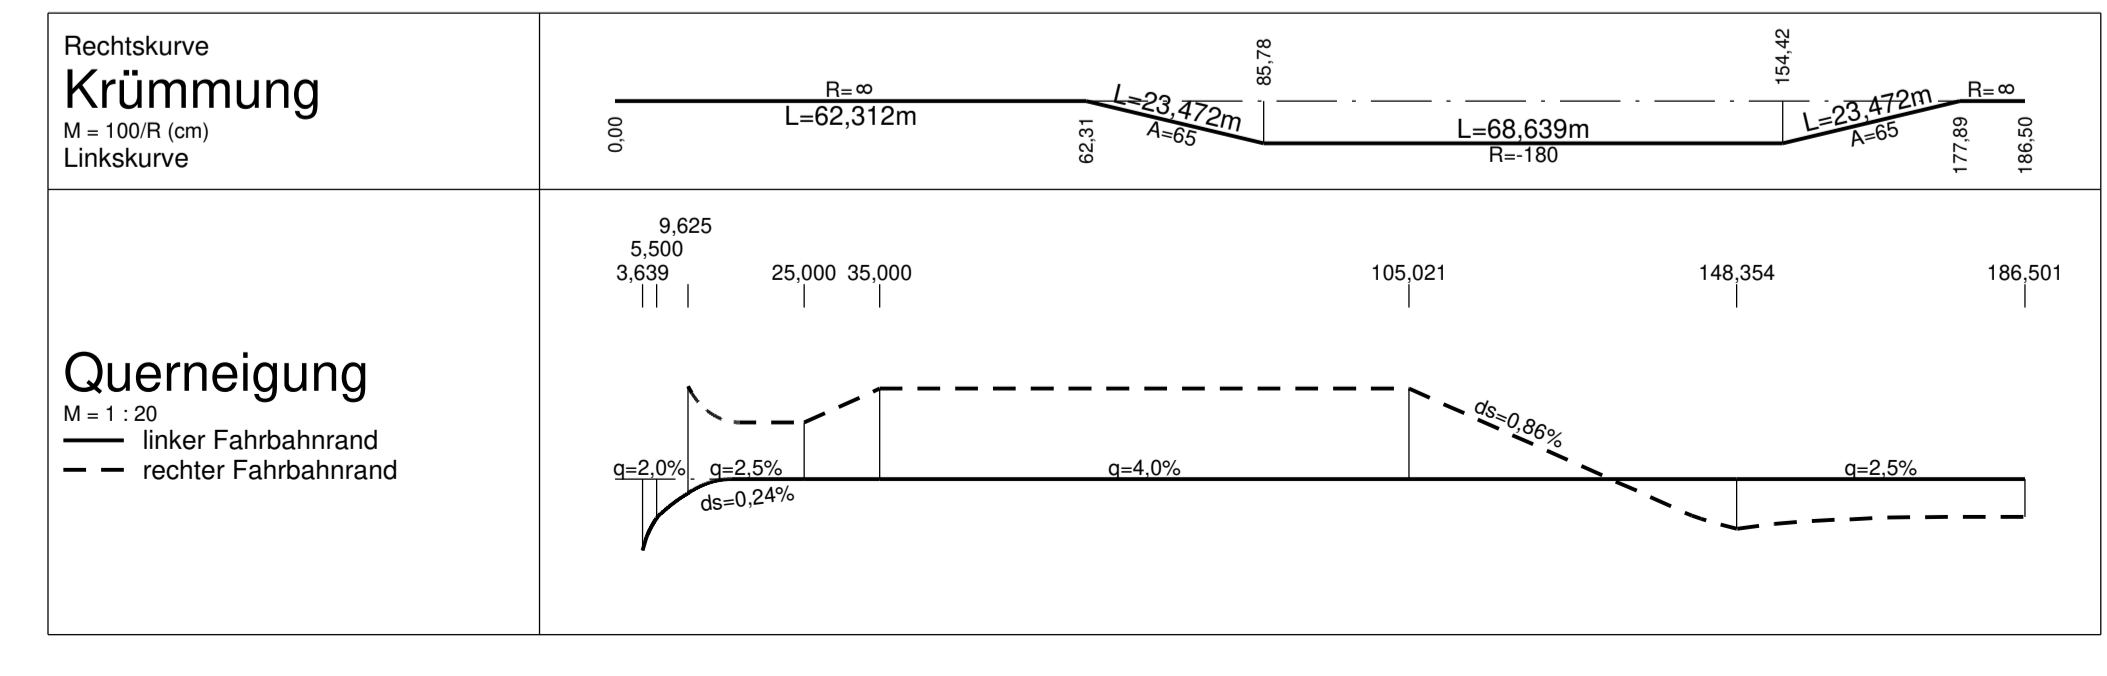 Rechtskurve
Krümmung
M = 100/R (cm)
Linkskurve
0,00
R= ∞
L=62,312m
62,31
L=23,472m
A=65
85,78
L=68,639m
R=-180
154,42
L=23,472m
A=65
177,89
R= ∞
186,50
9,625
5,500
3,639
25,000
35,000
105,021
148,354
186,501
Querneigung
M = 1 : 20
linker Fahrbahnrand
rechter Fahrbahnrand
q=2,0%
q=2,5%
ds=0,24%
q=4,0%
ds=0,86%
q=2,5%